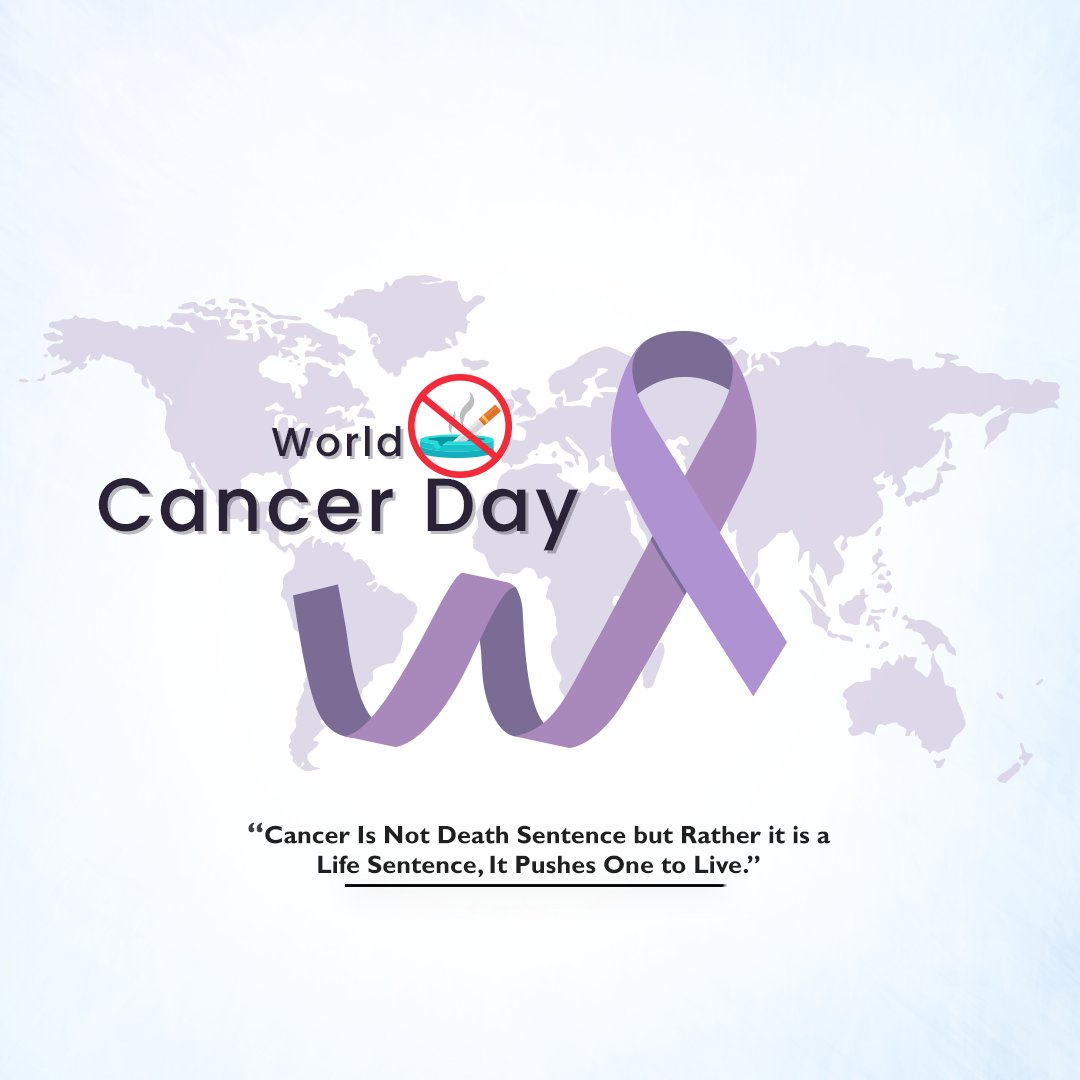 World
Cancer Day
“Cancer Is Not Death Sentence but Rather it is a
Life Sentence, It Pushes One to Live.”